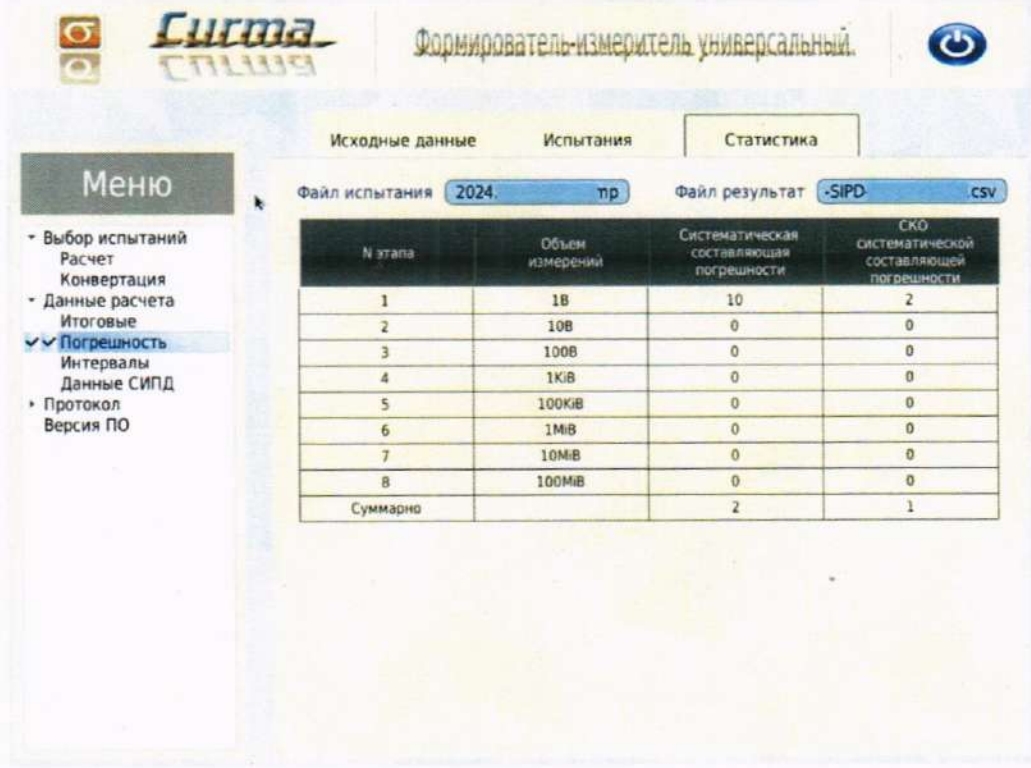 σ
Сигма
Формирователь-измеритель универсальный.
Исходные данные Испытания Статистика
Меню
Файл испытания 2024. пр Файл результат -SIPD- .csv
Выбор испытаний
Расчет
Конвертация
Данные расчета
Итоговые
Погрешность
Интервалы
Данные СИПД
Протокол
Версия ПО
N этапа Объем измерений Систематическая составляющая погрешности СКО систематической составляющей погрешности
1 1B 10 2
2 10B 0 0
3 100B 0 0
4 1KiB 0 0
5 100KiB 0 0
6 1MiB 0 0
7 10MiB 0 0
8 100MiB 0 0
Суммарно 2 1